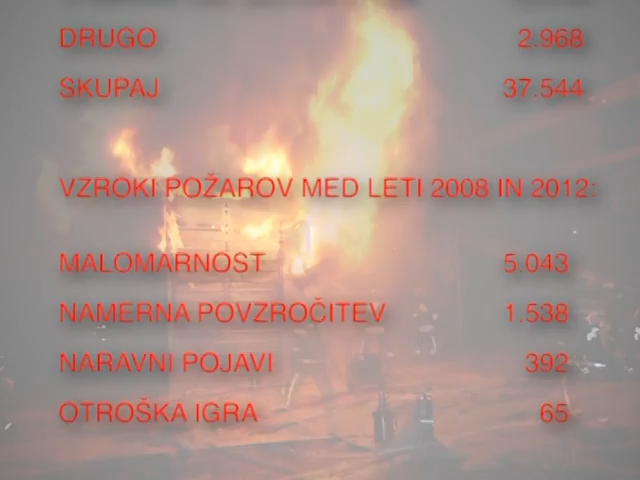 DRUGO 2.968
SKUPAJ 37.544
VZROKI POŽAROV MED LETI 2008 IN 2012:
MALOMARNOST 5.043
NAMERNA POVZROČITEV 1.538
NARAVNI POJAVI 392
OTROŠKA IGRA 65